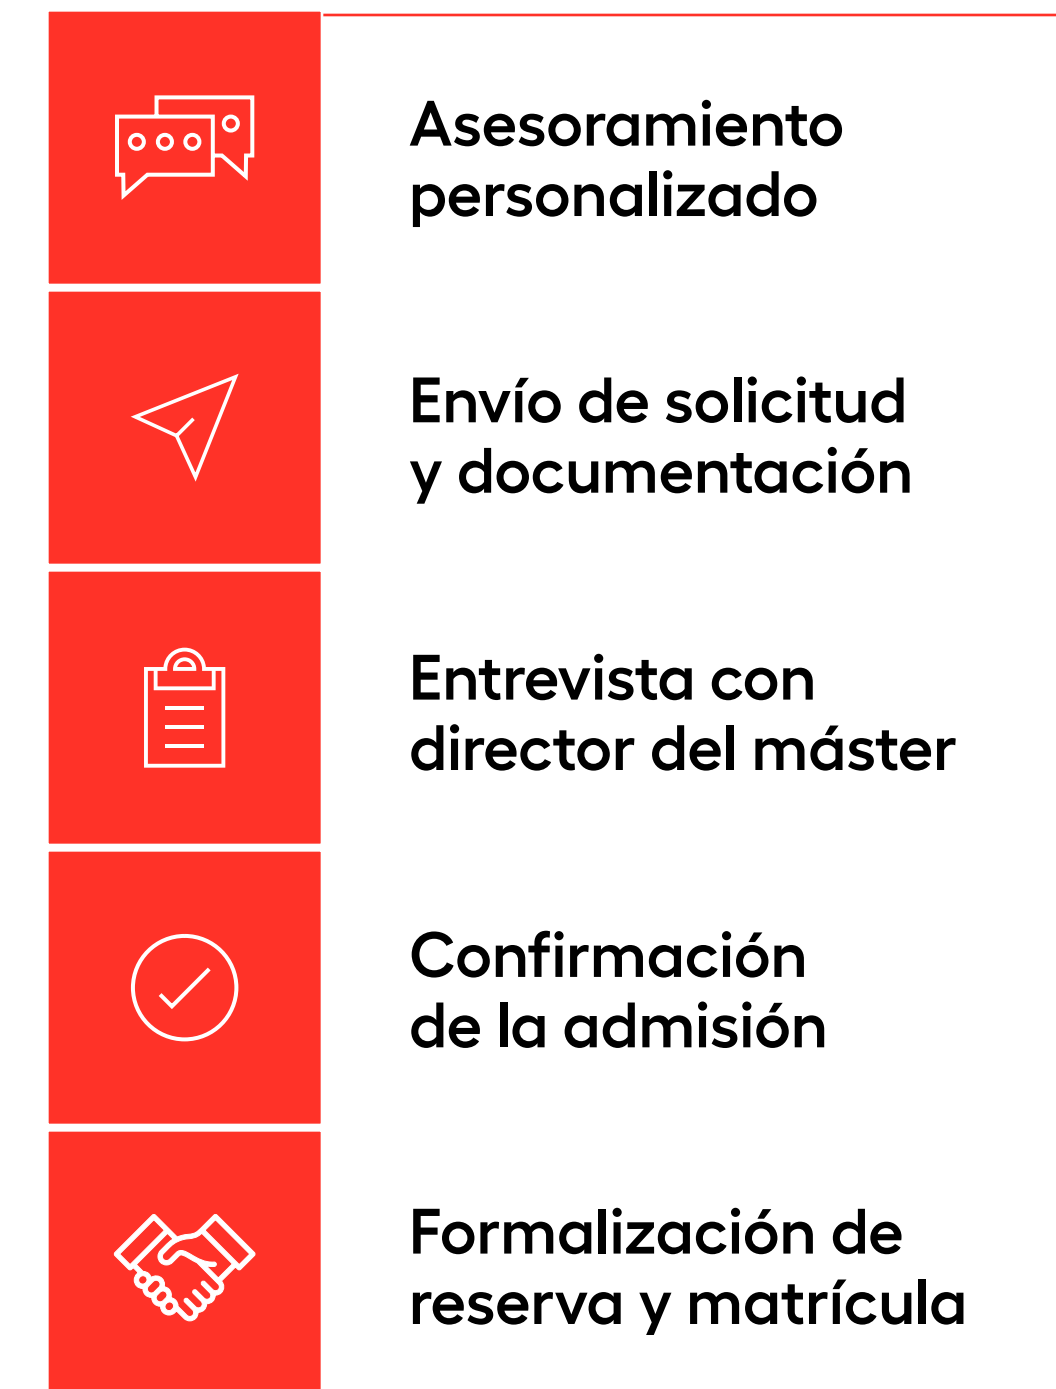 Asesoramiento
personalizado
Envío de solicitud
y documentación
Entrevista con
director del máster
Confirmación
de la admisión
Formalización de
reserva y matrícula